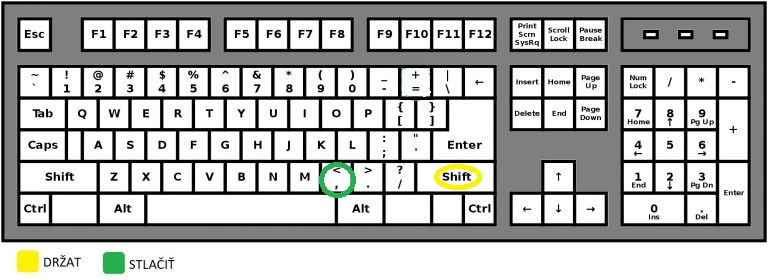 Esc F1 F2 F3 F4 F5 F6 F7 F8 F9 F10 F11 F12 Print Scrn SysRq Scroll Lock Pause Break
~ ` ! 1 @ 2 # 3 $ 4 % 5 ^ 6 & 7 * 8 ( 9 ) 0 _ - + = | \ ← Insert Home Page Up Num Lock / * -
Tab Q W E R T Y U I O P { [ } ] Delete End Page Down 7 Home 8 ↑ 9 Pg Up +
Caps A S D F G H J K L : ; " ' Enter 4 ← 5 6 →
Shift Z X C V B N M < , > . ? / Shift ↑ 1 End 2 ↓ 3 Pg Dn Enter
Ctrl Alt Alt Ctrl ← ↓ → 0 Ins . Del
DRŽAT STLAČIŤ